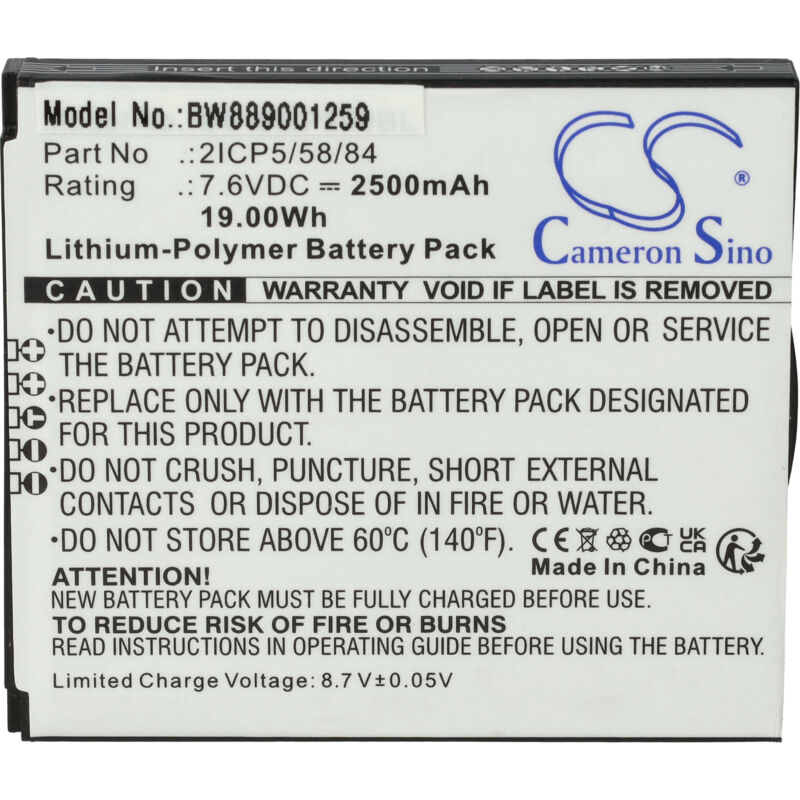 Insert this direction
Model No.:BW889001259
Part No :2ICP5/58/84
Rating :7.6VDC ⎓ 2500mAh
19.00Wh
Lithium-Polymer Battery Pack
CS ®
Cameron Sino
CAUTION WARRANTY VOID IF LABEL IS REMOVED
•DO NOT ATTEMPT TO DISASSEMBLE, OPEN OR SERVICE
THE BATTERY PACK.
•REPLACE ONLY WITH THE BATTERY PACK DESIGNATED
FOR THIS PRODUCT.
•DO NOT CRUSH, PUNCTURE, SHORT EXTERNAL
CONTACTS OR DISPOSE OF IN FIRE OR WATER.
•DO NOT STORE ABOVE 60°C (140°F).
CE PCT UKCA
Made In China
ATTENTION!
NEW BATTERY PACK MUST BE FULLY CHARGED BEFORE USE.
TO REDUCE RISK OF FIRE OR BURNS
READ INSTRUCTIONS IN OPERATING GUIDE BEFORE USING THE BATTERY.
Limited Charge Voltage: 8.7V±0.05V
+
+
C
D
-